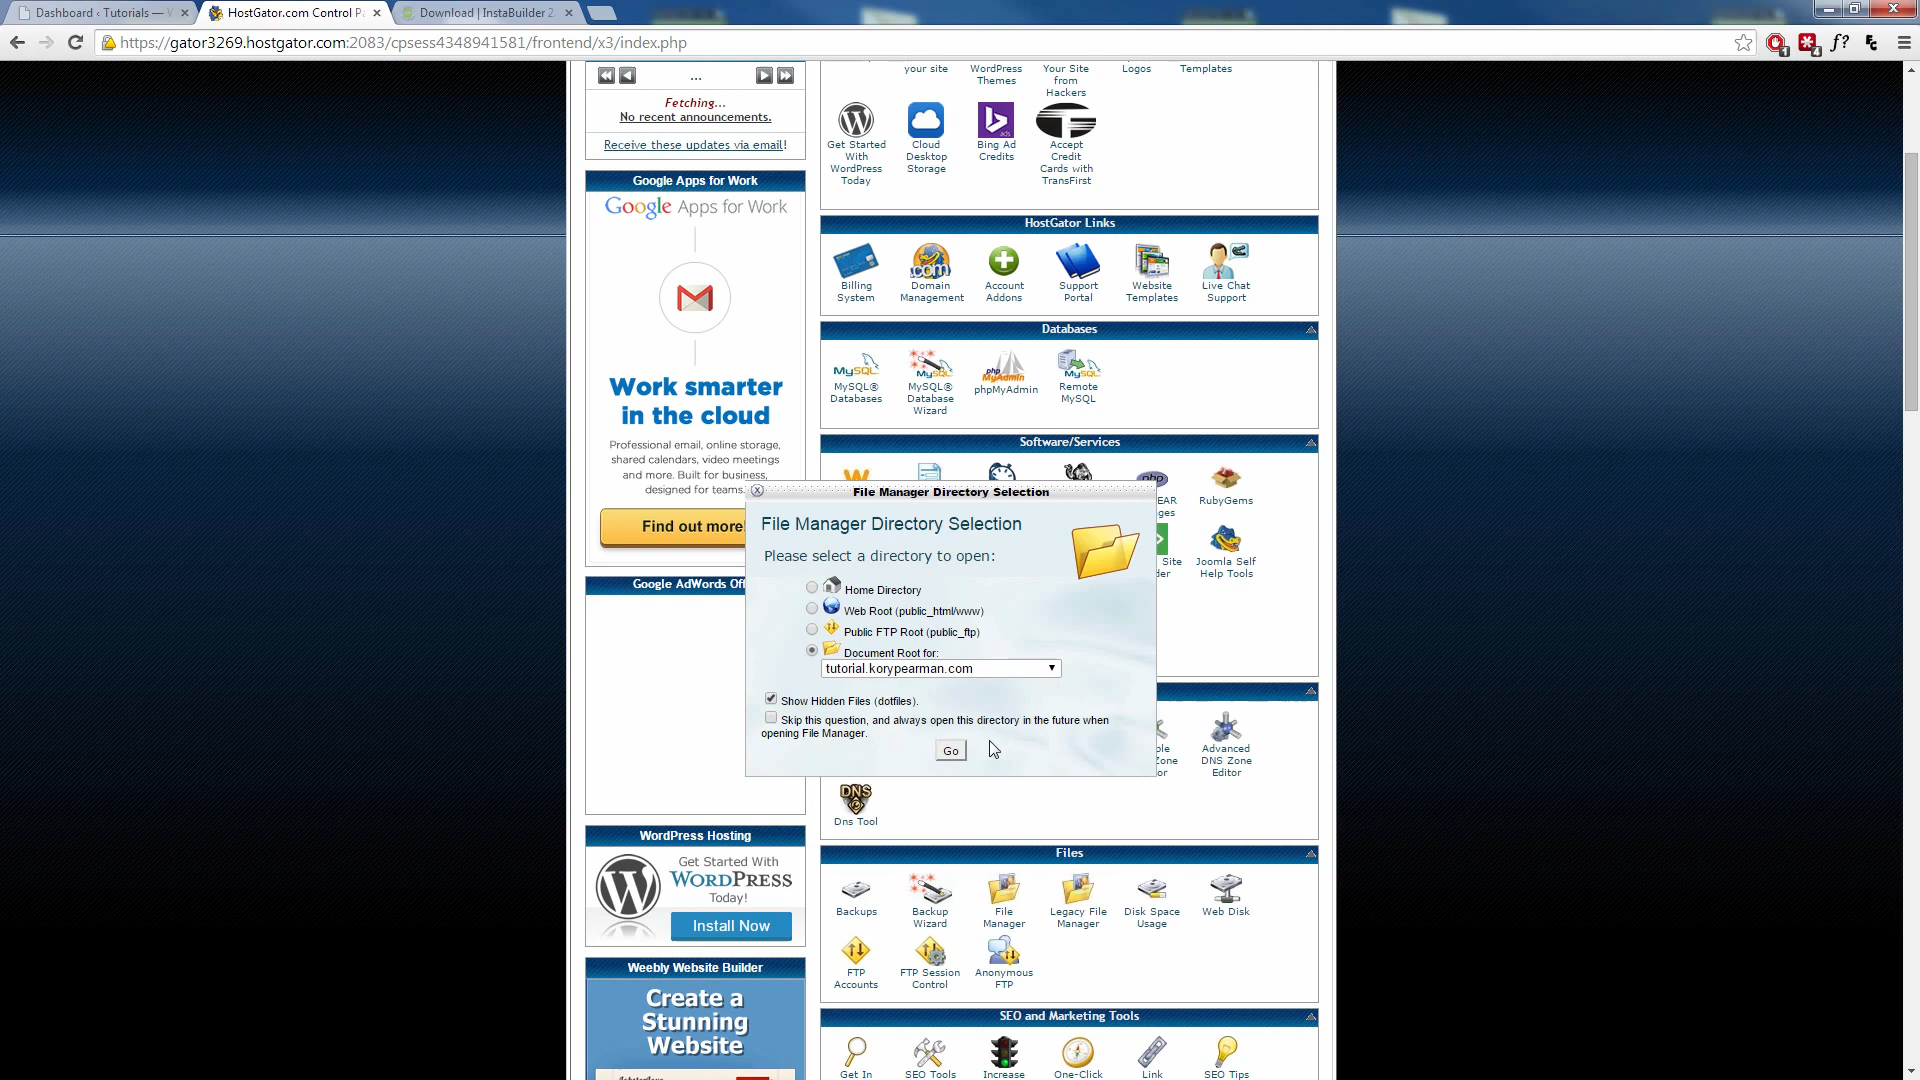 Dashboard ‹ Tutorials —
HostGator.com Control
Download | InstaBuilder 2
https://gator3269.hostgator.com:2083/cpsess4348941581/frontend/x3/index.php
...
Fetching...
No recent announcements.
Receive these updates via email!
Google Apps for Work
Google Apps for Work
Work smarter
in the cloud
Professional email, online storage,
shared calendars, video meetings
and more. Built for business,
designed for teams.
Find out more
Google AdWords
WordPress Hosting
Get Started With
WORDPRESS
Today!
Install Now
Weebly Website Builder
Create a
Stunning
Website
your site
WordPress
Themes
Your Site
from
Hackers
Logos
Templates
Get Started
With
WordPress
Today
Cloud
Desktop
Storage
Bing Ad
Credits
Accept
Credit
Cards with
TransFirst
HostGator Links
Billing
System
Domain
Management
Account
Addons
Support
Portal
Website
Templates
Live Chat
Support
Databases
MySQL®
Databases
MySQL®
Database
Wizard
phpMyAdmin
Remote
MySQL
Software/Services
RubyGems
Site
Joomla Self
Help Tools
File Manager Directory Selection
File Manager Directory Selection
Please select a directory to open:
Home Directory
Web Root (public_html/www)
Public FTP Root (public_ftp)
Document Root for:
tutorial.korypearman.com
Show Hidden Files (dotfiles).
Skip this question, and always open this directory in the future when
opening File Manager.
Go
Advanced
DNS Zone
Editor
Dns Tool
Files
Backups
Backup
Wizard
File
Manager
Legacy File
Manager
Disk Space
Usage
Web Disk
FTP
Accounts
FTP Session
Control
Anonymous
FTP
SEO and Marketing Tools
Get In
SEO Tools
Increase
One-Click
Link
SEO Tips